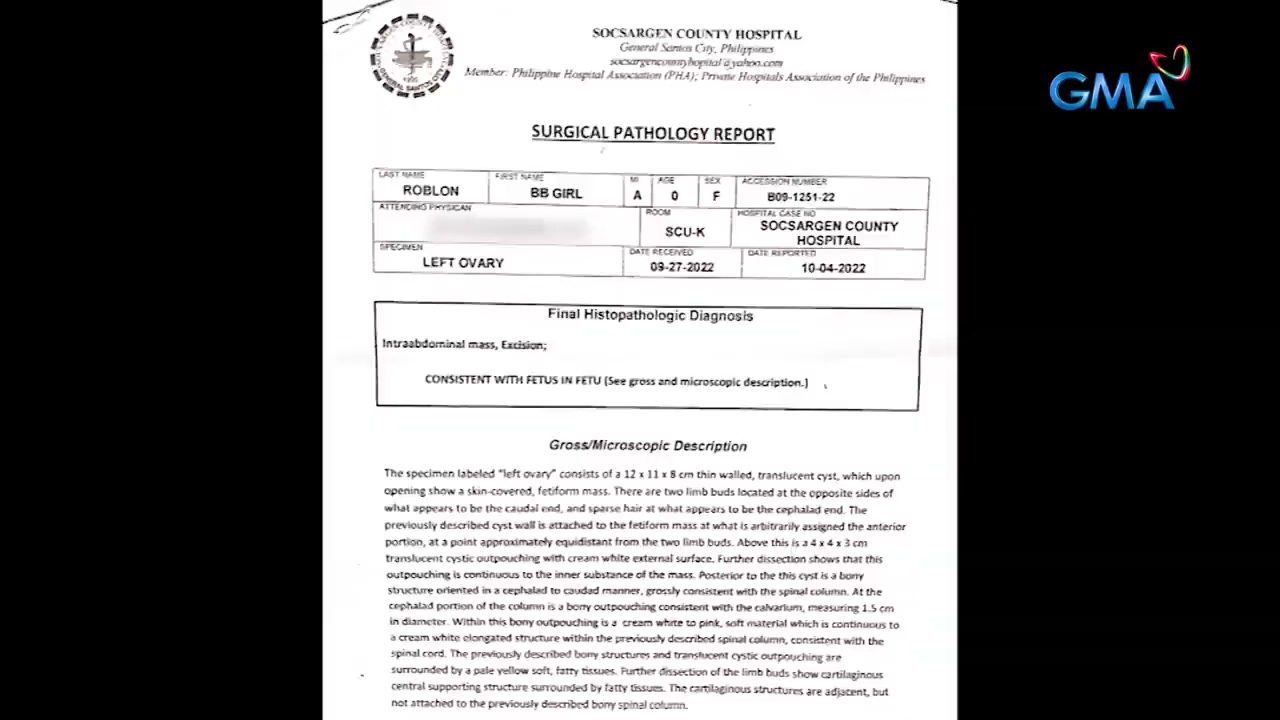 SOCSARGEN COUNTY HOSPITAL
General Santos City, Philippines
socsargencountyhopital@yahoo.com
Member: Philippine Hospital Association (PHA); Private Hospitals Association of the Philippines
GMA
SURGICAL PATHOLOGY REPORT
LAST NAME FIRST NAME MI AGE SEX ACCESSION NUMBER
ROBLON BB GIRL A 0 F B09-1251-22
ATTENDING PHYSICAN ROOM HOSPITAL CASE NO
SCU-K SOCSARGEN COUNTY
HOSPITAL
SPECIMEN DATE RECEIVED DATE REPORTED
LEFT OVARY 09-27-2022 10-04-2022
Final Histopathologic Diagnosis
Intraabdominal mass, Excision;
CONSISTENT WITH FETUS IN FETU (See gross and microscopic description.)
Gross/Microscopic Description
The specimen labeled "left ovary" consists of a 12 x 11 x 8 cm thin walled, translucent cyst, which upon
opening show a skin-covered, fetiform mass. There are two limb buds located at the opposite sides of
what appears to be the caudal end, and sparse hair at what appears to be the cephalad end. The
previously described cyst wall is attached to the fetiform mass at what is arbitrarily assigned the anterior
portion, at a point approximately equidistant from the two limb buds. Above this is a 4 x 4 x 3 cm
translucent cystic outpouching with cream white external surface. Further dissection shows that this
outpouching is continuous to the inner substance of the mass. Posterior to the this cyst is a bony
structure oriented in a cephalad to caudad manner, grossly consistent with the spinal column. At the
cephalad portion of the column is a bony outpouching consistent with the calvarium, measuring 1.5 cm
in diameter. Within this bony outpouching is a cream white to pink, soft material which is continuous to
a cream white elongated structure within the previously described spinal column, consistent with the
spinal cord. The previously described bony structures and translucent cystic outpouching are
surrounded by a pale yellow soft, fatty tissues. Further dissection of the limb buds show cartilaginous
central supporting structure surrounded by fatty tissues. The cartilaginous structures are adjacent, but
not attached to the previously described bony spinal column.